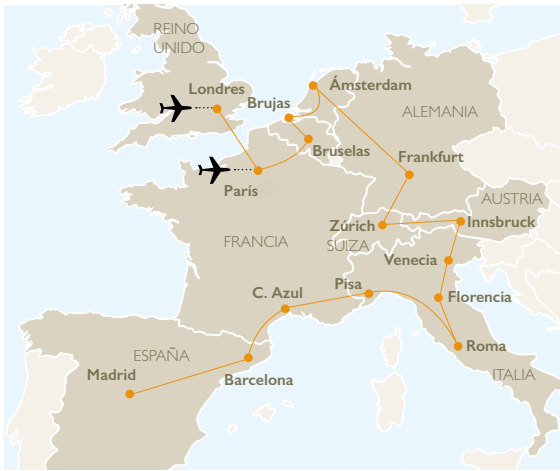 REINO
UNIDO
Londres
Ámsterdam
Brujas
ALEMANIA
Bruselas
Frankfurt
París
AUSTRIA
Zúrich
Innsbruck
FRANCIA
SUIZA
Venecia
Pisa
C. Azul
Florencia
ESPAÑA
Roma
Madrid
Barcelona
ITALIA